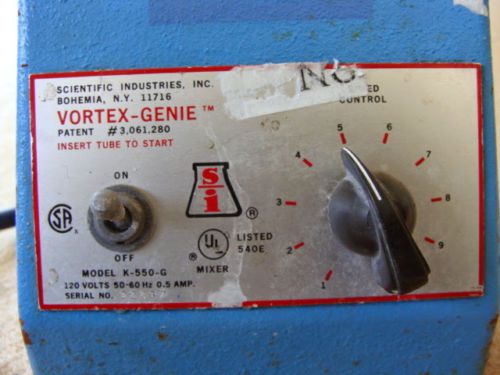 SCIENTIFIC INDUSTRIES, INC.
BOHEMIA, N.Y. 11716
VORTEX-GENIE™
PATENT #3,061,280
INSERT TUBE TO START
CONTROL
ON
OFF
SA
s
i
®
UL
®
LISTED
540E
MIXER
MODEL K-550-G
120 VOLTS 50-60 Hz 0.5 AMP.
SERIAL NO.
1
2
3
4
5
6
7
8
9